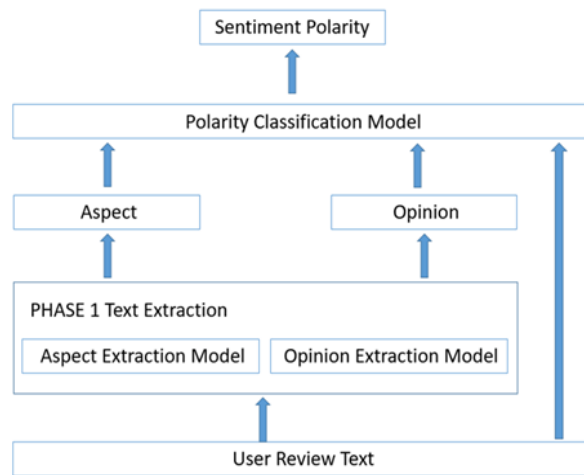 Sentiment Polarity
Polarity Classification Model
Aspect
Opinion
PHASE 1 Text Extraction
Aspect Extraction Model
Opinion Extraction Model
User Review Text